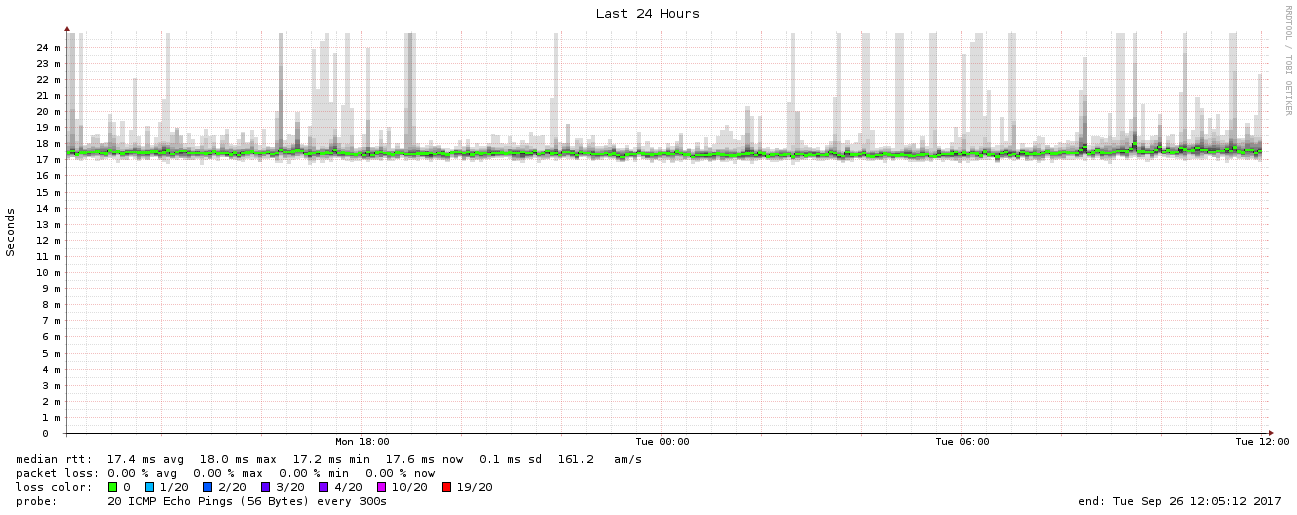 Last 24 Hours
RRDTOOL / TOBI OETIKER
Seconds
24 m
23 m
22 m
21 m
20 m
19 m
18 m
17 m
16 m
15 m
14 m
13 m
12 m
11 m
10 m
9 m
8 m
7 m
6 m
5 m
4 m
3 m
2 m
1 m
0
Mon 18:00 Tue 00:00 Tue 06:00 Tue 12:00
median rtt: 17.4 ms avg 18.0 ms max 17.2 ms min 17.6 ms now 0.1 ms sd 161.2 am/s
packet loss: 0.00 % avg 0.00 % max 0.00 % min 0.00 % now
loss color: 0 1/20 2/20 3/20 4/20 10/20 19/20
probe: 20 ICMP Echo Pings (56 Bytes) every 300s end: Tue Sep 26 12:05:12 2017